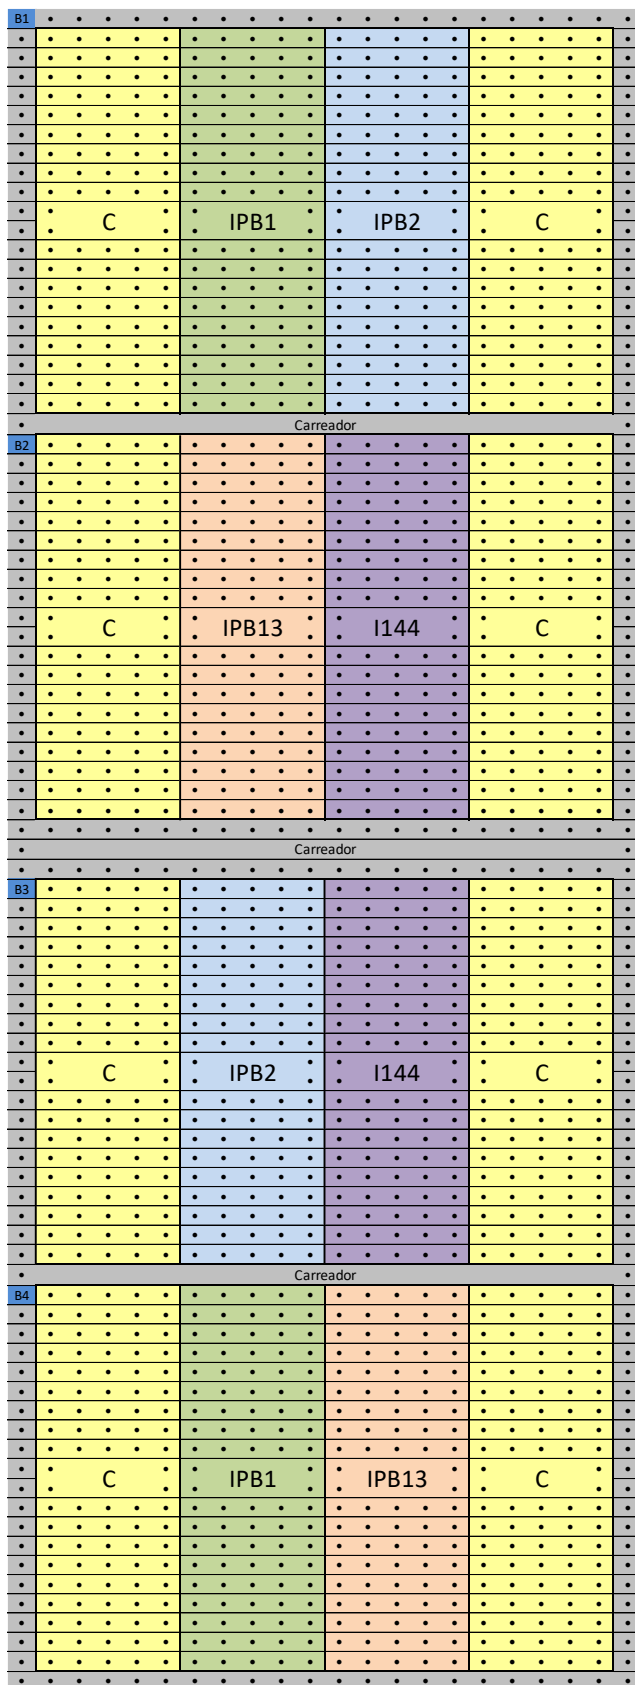 B1
C IPB1 IPB2 C
Carreador
B2
C IPB13 I144 C
Carreador
B3
C IPB2 I144 C
Carreador
B4
C IPB1 IPB13 C